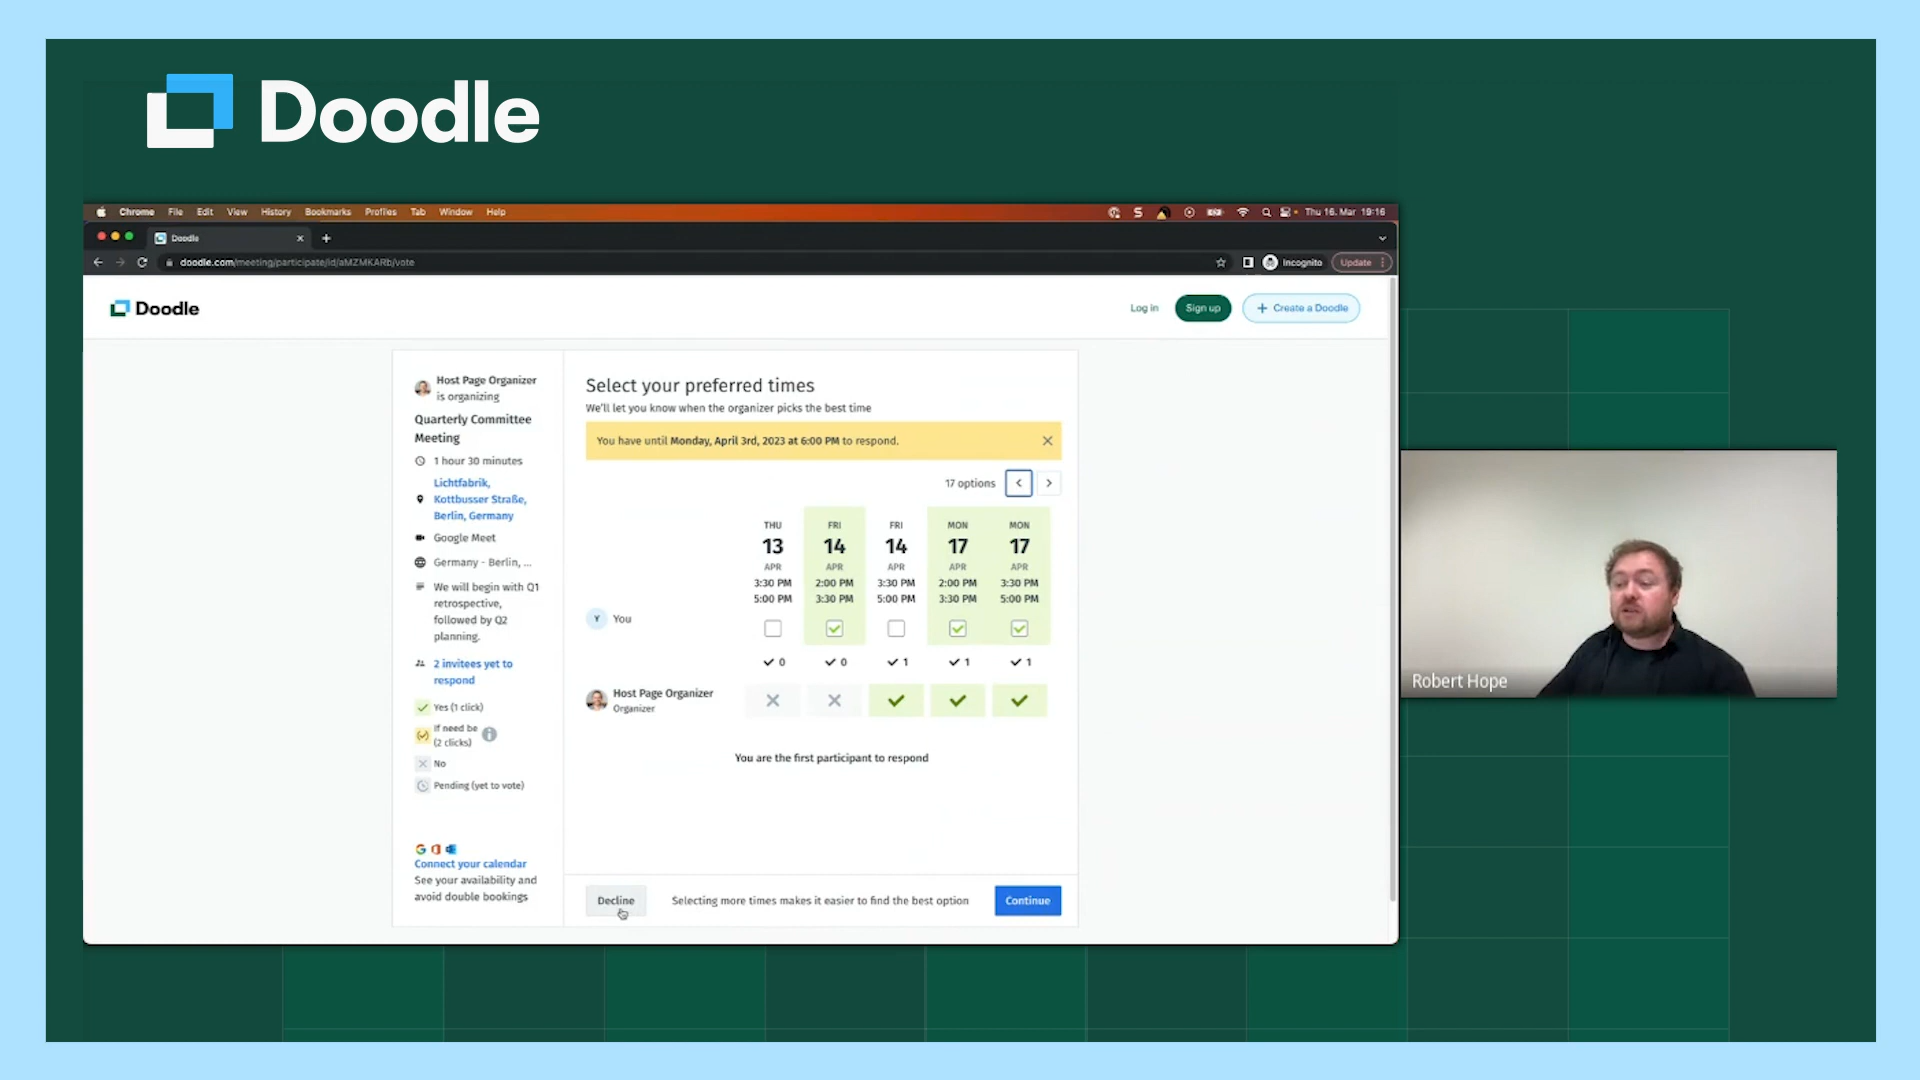 Doodle
Chrome File Edit View History Bookmarks Profiles Tab Window Help
Thu 16. Mar 19:16
Doodle
doodle.com/meeting/participate/id/aMZMKARb/vote
Incognito
Update
Doodle
Log in
Sign up
+ Create a Doodle
Host Page Organizer
is organizing
Quarterly Committee
Meeting
1 hour 30 minutes
Lichtfabrik,
Kottbusser Straße,
Berlin, Germany
Google Meet
Germany - Berlin, ...
We will begin with Q1
retrospective,
followed by Q2
planning.
2 invitees yet to
respond
Yes (1 click)
If need be
(2 clicks)
No
Pending (yet to vote)
Connect your calendar
See your availability and
avoid double bookings
Select your preferred times
We'll let you know when the organizer picks the best time
You have until Monday, April 3rd, 2023 at 6:00 PM to respond.
17 options
THU FRI FRI MON MON
13 14 14 17 17
APR APR APR APR APR
3:30 PM 2:00 PM 3:30 PM 2:00 PM 3:30 PM
5:00 PM 3:30 PM 5:00 PM 3:30 PM 5:00 PM
Y You
0 0 1 1 1
Host Page Organizer
Organizer
You are the first participant to respond
Decline
Selecting more times makes it easier to find the best option
Continue
Robert Hope